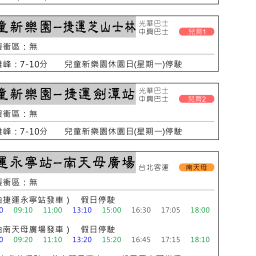 童新樂園－捷運芝山士林
光華巴士
中興巴士
兒童1
衝區：無
峰：7-10分 兒童新樂園休園日(星期一)停駛
童新樂園－捷運劍潭站
光華巴士
中興巴士
兒童2
衝區：無
峰：7-10分 兒童新樂園休園日(星期一)停駛
運永寧站－南天母廣場
台北客運
南天母
衝區：無
捷運永寧站發車） 假日停駛
0 09:10 11:00 13:10 15:00 16:30 17:05 18:00
南天母廣場發車） 假日停駛
0 09:20 11:10 13:20 15:20 16:45 17:15 18:10